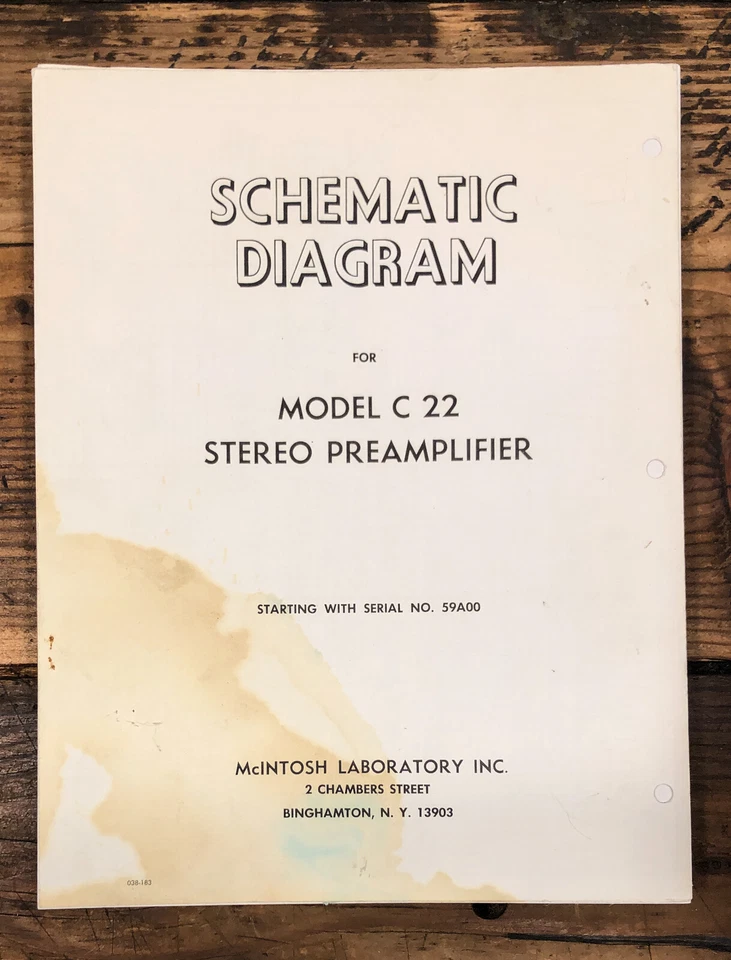 SCHEMATIC
DIAGRAM
FOR
MODEL C 22
STEREO PREAMPLIFIER
STARTING WITH SERIAL NO. 59A00
McINTOSH LABORATORY INC.
2 CHAMBERS STREET
BINGHAMTON, N. Y. 13903
038-183